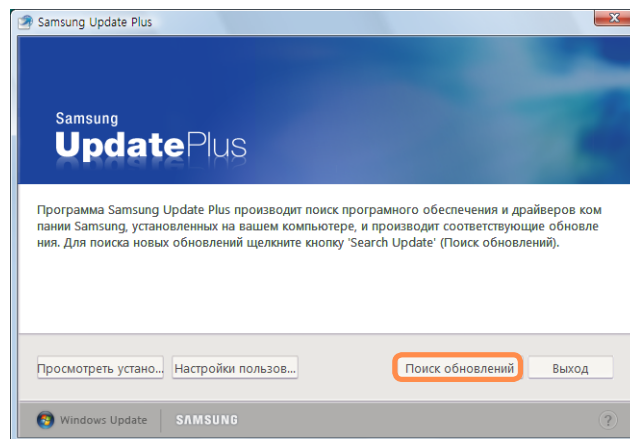 Samsung Update Plus
Samsung
UpdatePlus
Программа Samsung Update Plus производит поиск програмного обеспечения и драйверов ком
пании Samsung, установленных на вашем компьютере, и производит соответствующие обновле
ния. Для поиска новых обновлений щелкните кнопку 'Search Update' (Поиск обновлений).
Просмотреть устано... Настройки пользов... Поиск обновлений Выход
Windows Update SAMSUNG ?